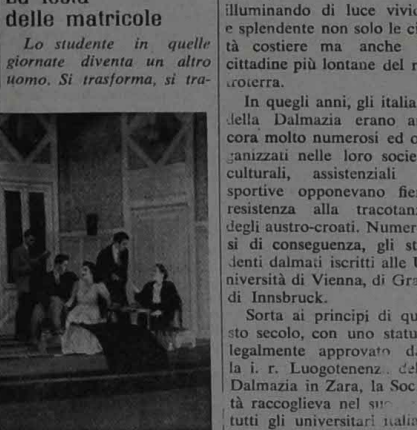 delle matricole
Lo studente in quelle
giornate diventa un altro
uomo. Si trasforma, si tra-
illuminando di luce vivi
e splendente non solo le ci
tà costiere ma anche
cittadine più lontane del r
troterra.
In quegli anni, gli italia
della Dalmazia erano a
cora molto numerosi ed o
ganizzati nelle loro socie
culturali, assistenziali
sportive opponevano fie
resistenza alla tracotan
degli austro-croati. Numer
si di conseguenza, gli st
denti dalmati iscritti alle U
niversità di Vienna, di Gra
di Innsbruck.
Sorta ai principi di qu
sto secolo, con uno statu
legalmente approvato d
la i. r. Luogotenenz. del
Dalmazia in Zara, la Soc
tà raccoglieva nel su
tutti gli universitari italia